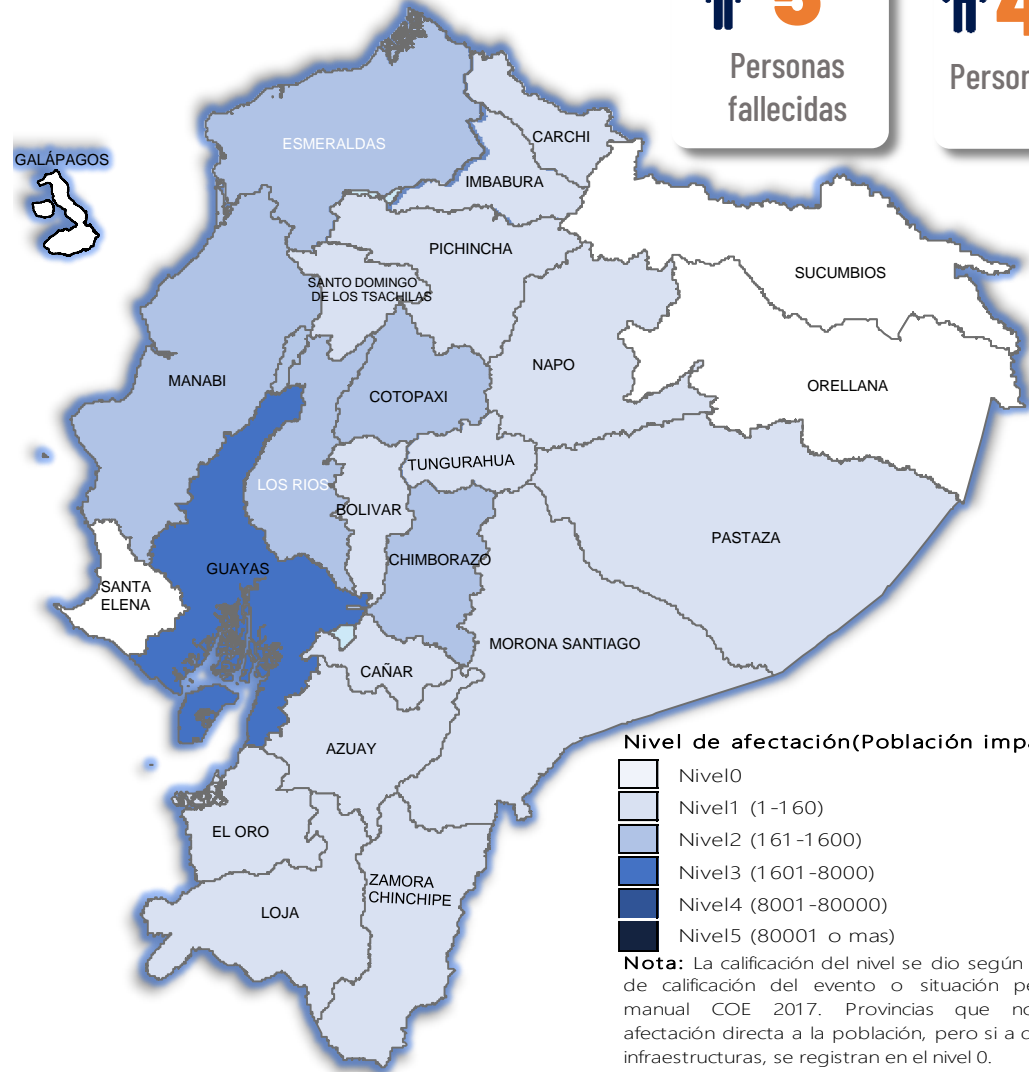 5
4
Personas
fallecidas
ESMERALDAS
CARCHI
GALÁPAGOS
IMBABURA
PICHINCHA
SUCUMBIOS
SANTO DOMINGO
DE LOS TSACHILAS
NAPO
MANABI
ORELLANA
COTOPAXI
TUNGURAHUA
LOS RIOS
BOLIVAR
PASTAZA
CHIMBORAZO
GUAYAS
SANTA
ELENA
MORONA SANTIAGO
CAÑAR
AZUAY
EL ORO
ZAMORA
CHINCHIPE
LOJA
Nivel de afectación(Población
Nivel0
Nivel1 (1-160)
Nivel2 (161-1600)
Nivel3 (1601-8000)
Nivel4 (8001-80000)
Nivel5 (80001 o mas)
Nota: La calificación del nivel se dio según
de calificación del evento o situación
manual COE 2017. Provincias que
afectación directa a la población, pero si a
infraestructuras, se registran en el nivel 0.